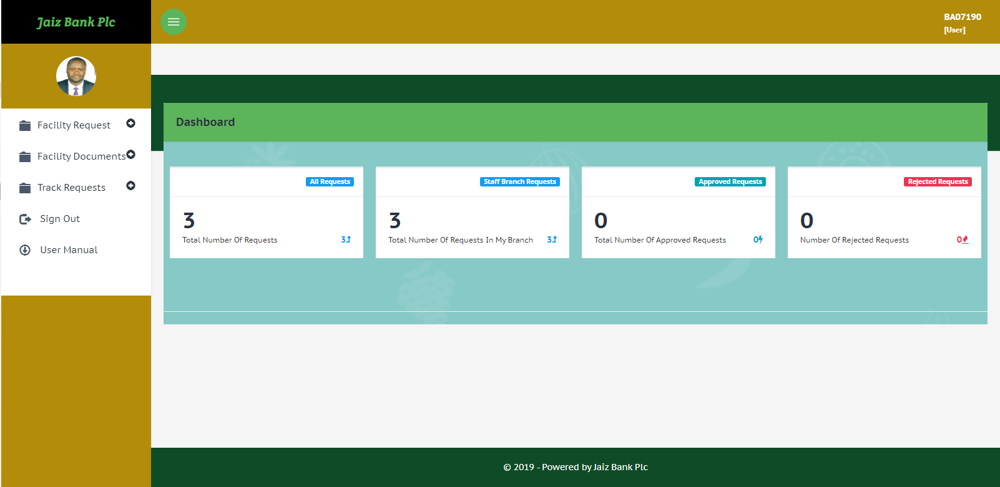 Jaiz Bank Plc
BA07190
[User]
Facility Request
Facility Documents
Track Requests
Sign Out
User Manual
Dashboard
All Requests
3
Total Number Of Requests
3
Staff Branch Requests
3
Total Number Of Requests In My Branch
3
Approved Requests
0
Total Number Of Approved Requests
0
Rejected Requests
0
Number Of Rejected Requests
0
© 2019 - Powered by Jaiz Bank Plc